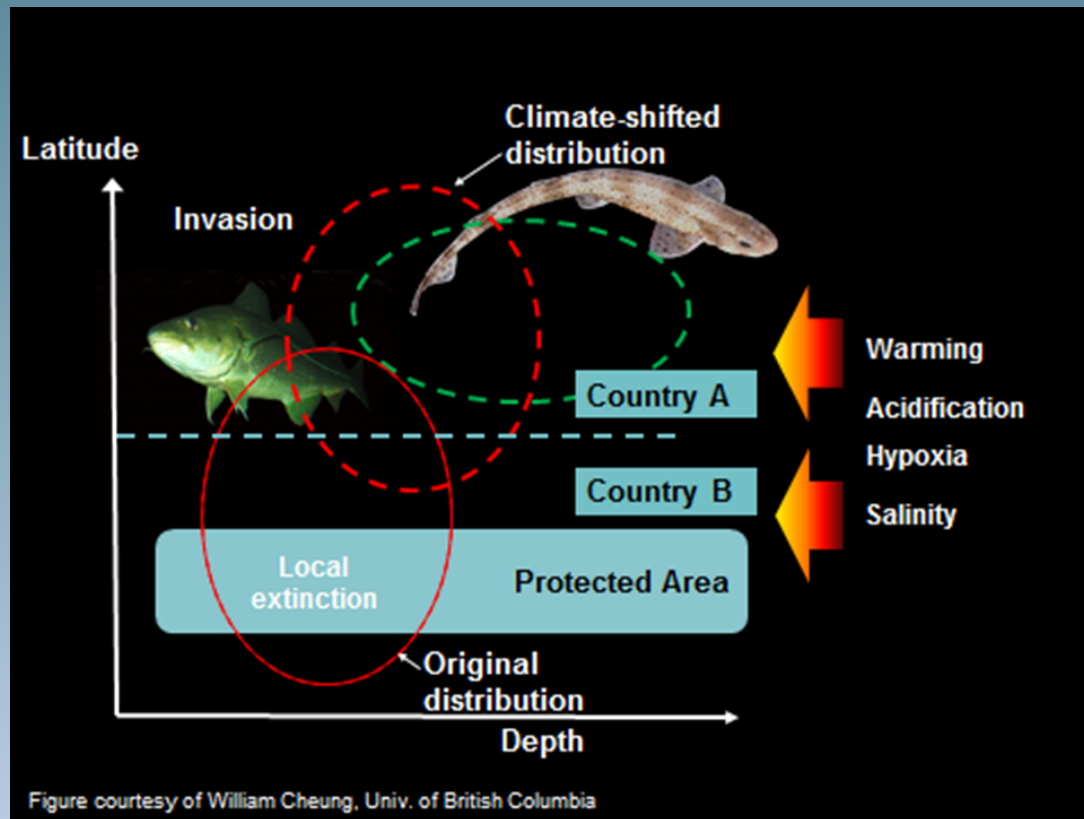 Climate-shifted
distribution
Latitude
Invasion
Warming
Country A
Acidification
Hypoxia
Country B
Salinity
Local
extinction
Protected Area
Original
distribution
Depth
Figure courtesy of William Cheung, Univ. of British Columbia